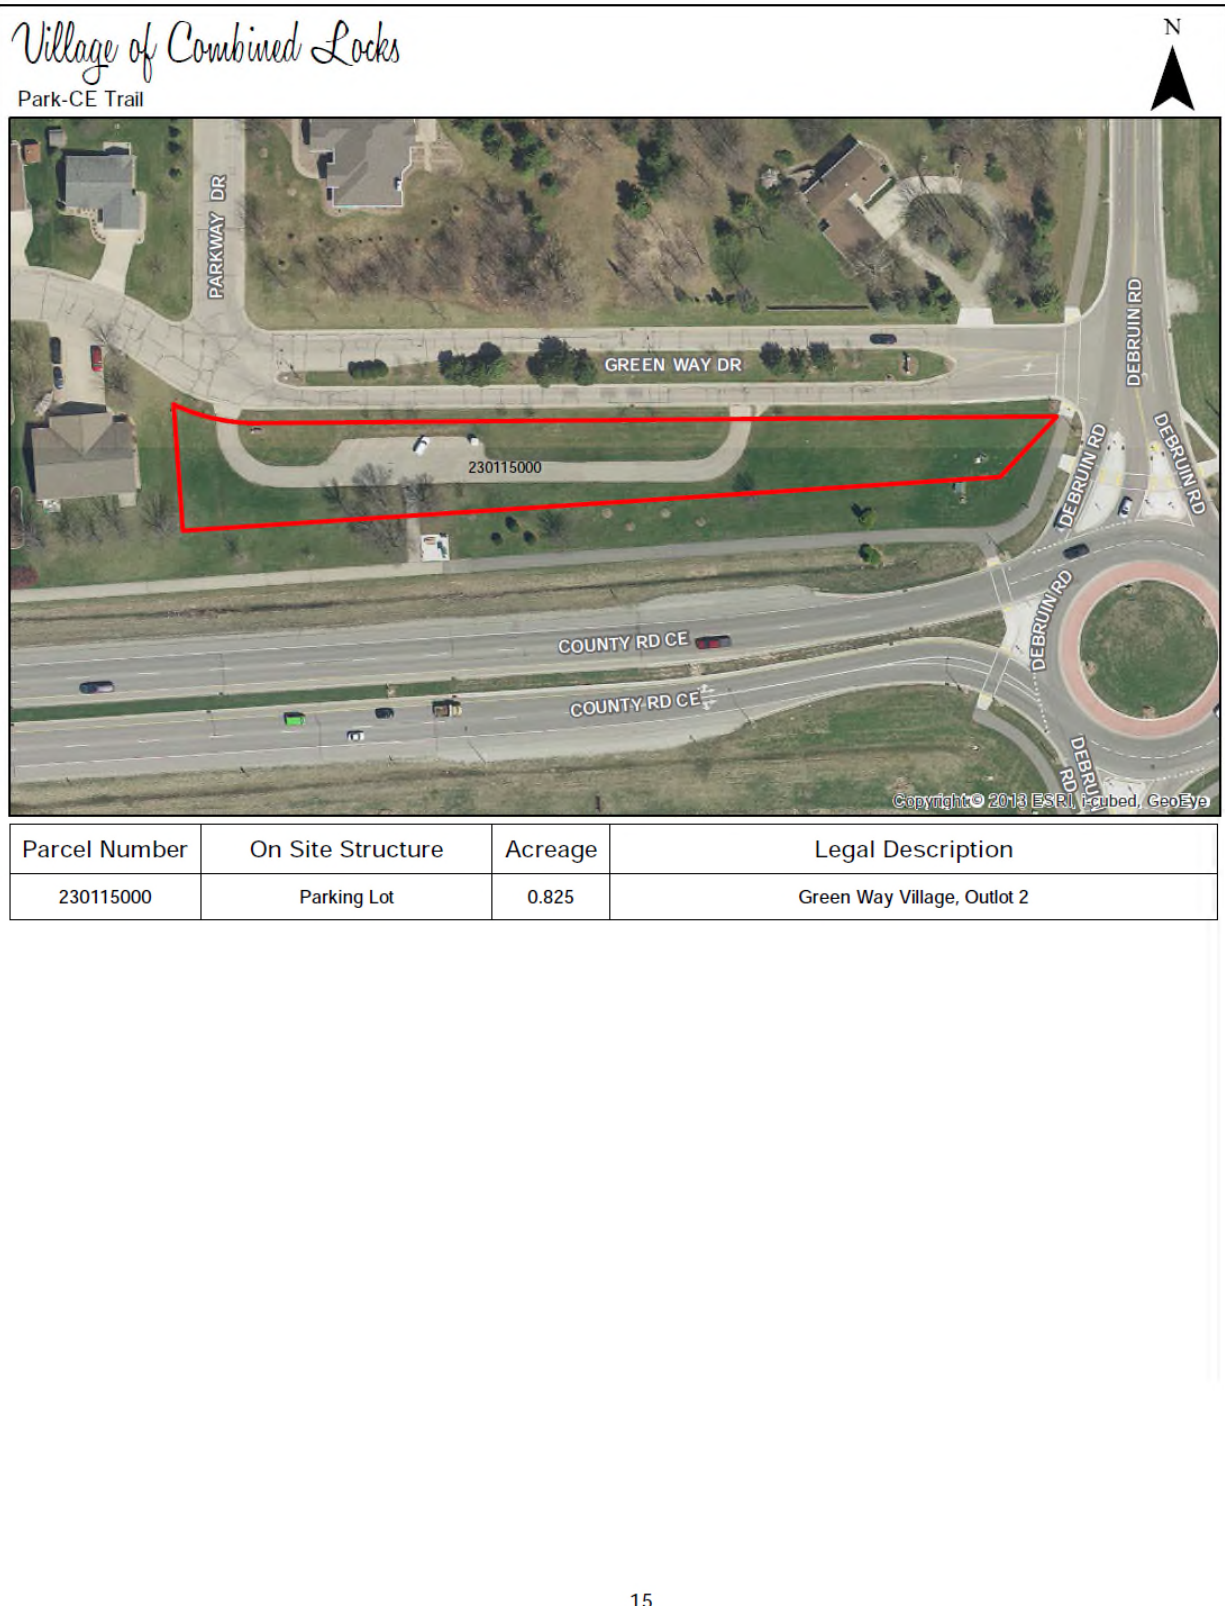 Village of Combined Locks
N
Park-CE Trail
PARKWAY DR
DEBRUIN RD
GREEN WAY DR
DEBRUIN RD
DEBRUIN RD
230115000
DEBRUIN RD
COUNTY RD CE
COUNTY RD CE
DEBRUIN RD
Copyright:© 2013 ESRI, i-cubed, GeoEye
Parcel Number On Site Structure Acreage Legal Description
230115000 Parking Lot 0.825 Green Way Village, Outlot 2
15